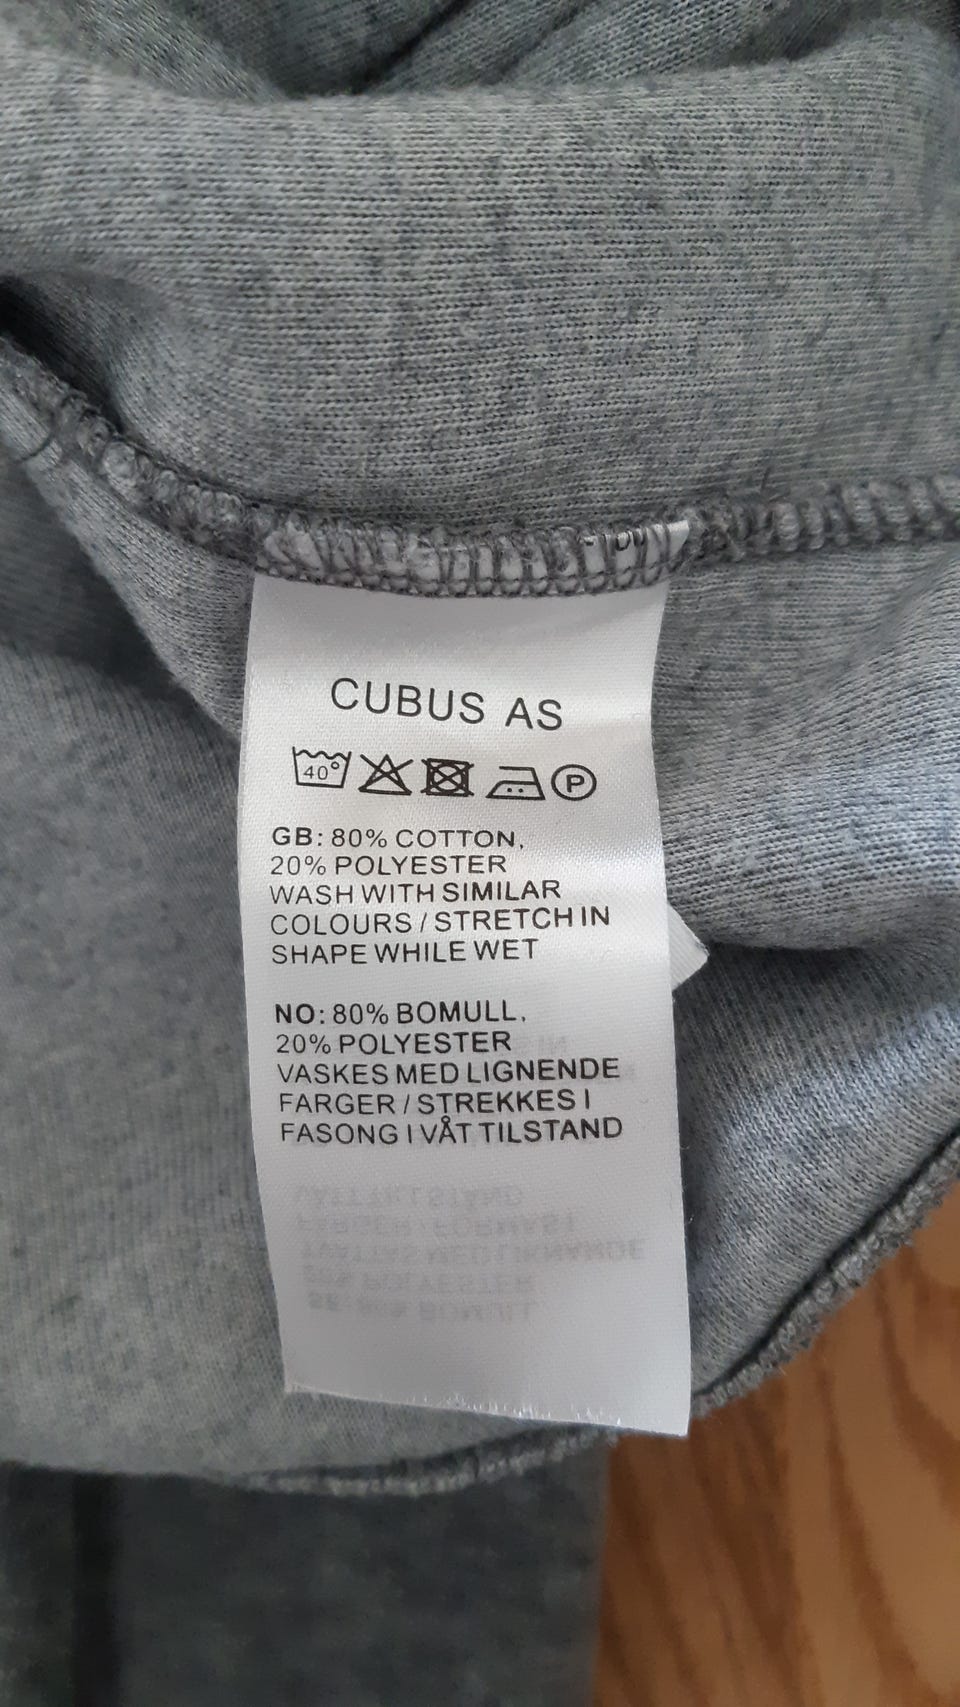 CUBUS AS
40°
P
GB: 80% COTTON,
20% POLYESTER
WASH WITH SIMILAR
COLOURS / STRETCH IN
SHAPE WHILE WET
NO: 80% BOMULL,
20% POLYESTER
VASKES MED LIGNENDE
FARGER / STREKKES I
FASONG I VÅT TILSTAND